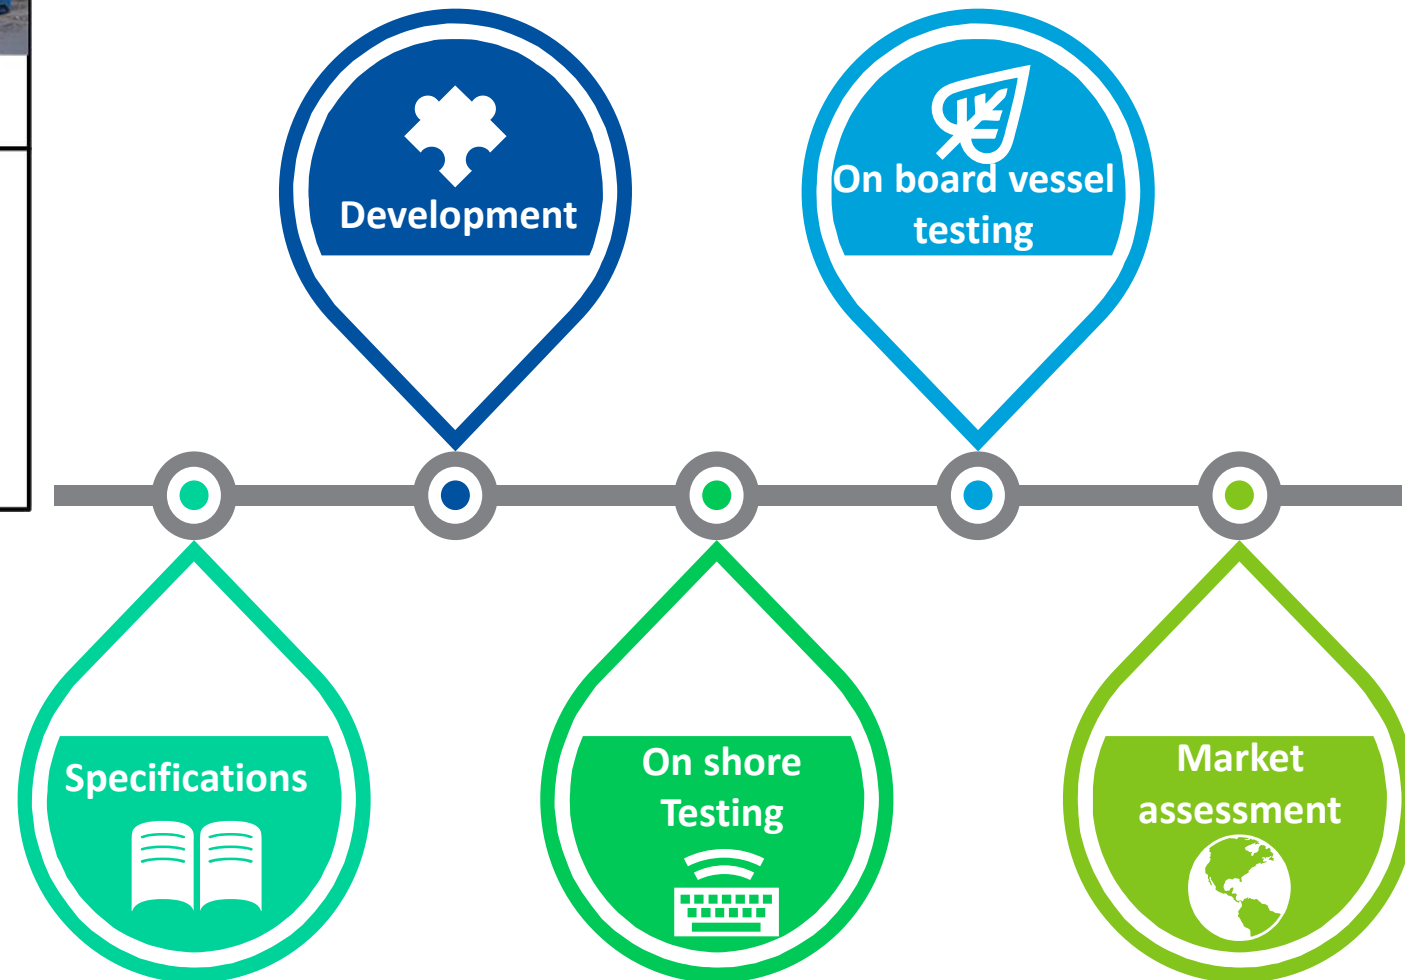 Development
On board vessel
testing
Specifications
On shore
Testing
Market
assessment